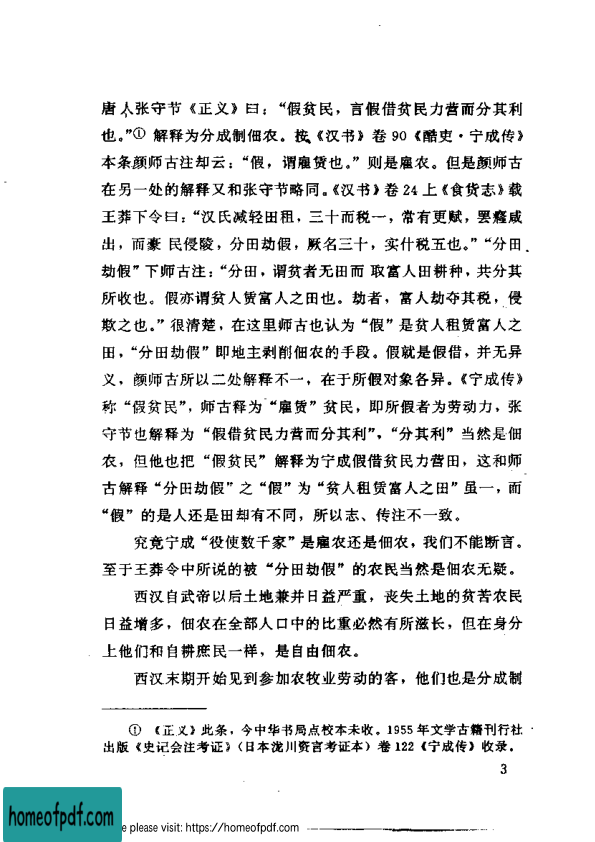 唐人张守节《正义》曰：“假贫民，言假借贫民力营而分其利
也。”① 解释为分成制佃农。按《汉书》卷90《酷吏·宁成传》
本条颜师古注却云：“假，谓雇赁也。”则是雇农。但是颜师古
在另一处的解释又和张守节略同。《汉书》卷24上《食货志》载
王莽下令曰：“汉氏减轻田租，三十而税一，常有更赋，罢癃咸
出，而豪民侵陵，分田劫假，厥名三十，实什税五也。”“分田
劫假”下师古注：“分田，谓贫者无田而取富人田耕种，共分其
所收也。假亦谓贫人赁富人之田也。劫者，富人劫夺其税，侵
欺之也。”很清楚，在这里师古也认为“假”是贫人租赁富人之
田，“分田劫假”即地主剥削佃农的手段。假就是假借，并无异
义，颜师古所以二处解释不一，在于所假对象各异。《宁成传》
称“假贫民”，师古释为“雇赁”贫民，即所假者为劳动力，张
守节也解释为“假借贫民力营而分其利”，“分其利”当然是佃
农，但他也把“假贫民”解释为宁成假借贫民力营田，这和师
古解释“分田劫假”之“假”为“贫人租赁富人之田”虽一，而
“假”的是人还是田却有不同，所以志、传注不一致。
究竟宁成“役使数千家”是雇农还是佃农，我们不能断言。
至于王莽令中所说的被“分田劫假”的农民当然是佃农无疑。
西汉自武帝以后土地兼并日益严重，丧失土地的贫苦农民
日益增多，佃农在全部人口中的比重必然有所滋长，但在身分
上他们和自耕庶民一样，是自由佃农。
西汉末期开始见到参加农牧业劳动的客，他们也是分成制
① 《正义》此条，今中华书局点校本未收。1955年文学古籍刊行社
出版《史记会注考证》（日本泷川资言考证本）卷122《宁成传》收录。
3
homeofpdf.com
e please visit: https://homeofpdf.com